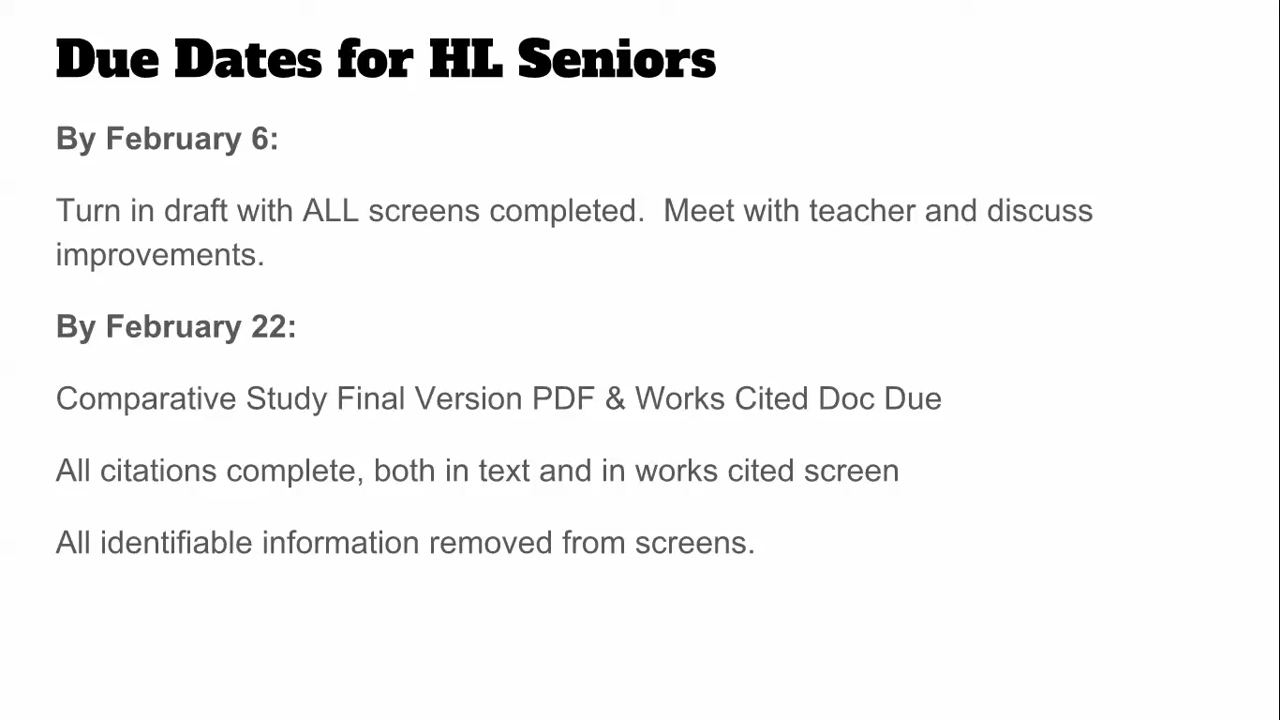 Due Dates for HL Seniors
By February 6:
Turn in draft with ALL screens completed.  Meet with teacher and discuss
improvements.
By February 22:
Comparative Study Final Version PDF & Works Cited Doc Due
All citations complete, both in text and in works cited screen
All identifiable information removed from screens.